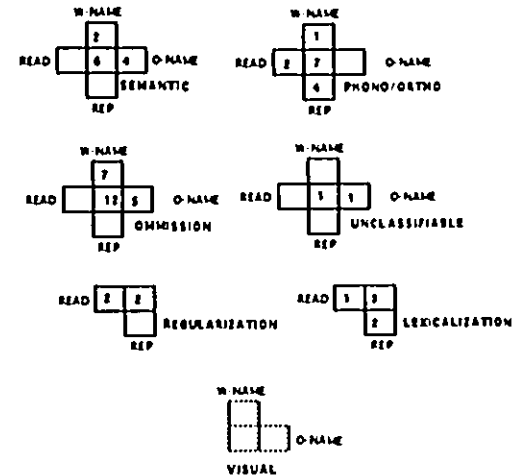 W-NAME W-NAME
2 1
READ 6 4 O-NAME READ 2 7 O-NAME
SEMANTIC 4 PHONO/ORTHO
REP REP
W-NAME W-NAME
7
READ 12 5 O-NAME READ 1 O-NAME
OMMISSION UNCLASSIFIABLE
REP REP
READ 2 2 READ 1 3
REGULARIZATION 2 LEXICALIZATION
REP REP
W-NAME
O-NAME
VISUAL